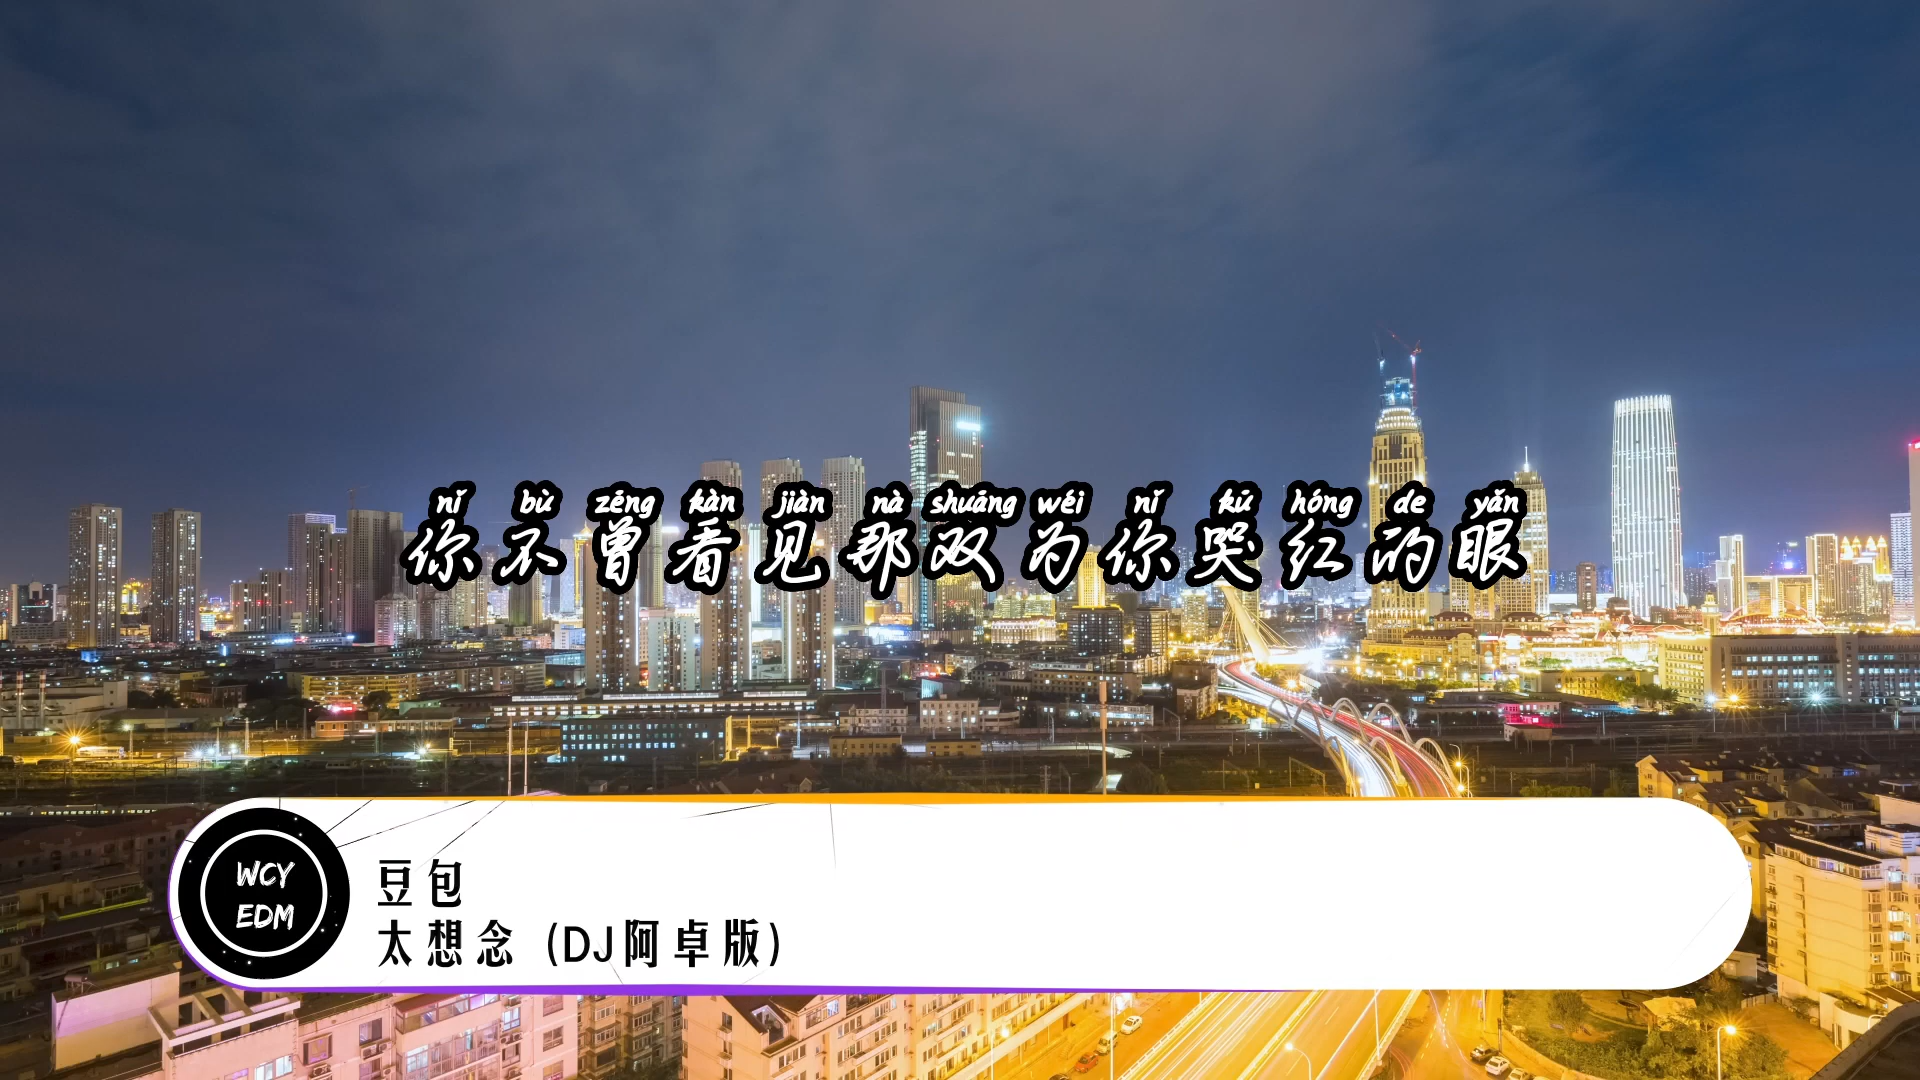 nǐ bù zēng kàn jiàn nà shuāng wéi nǐ kū hóng de yǎn
你不曾看见那双为你哭红的眼
WCY
EDM
豆包
太想念 (DJ阿卓版)